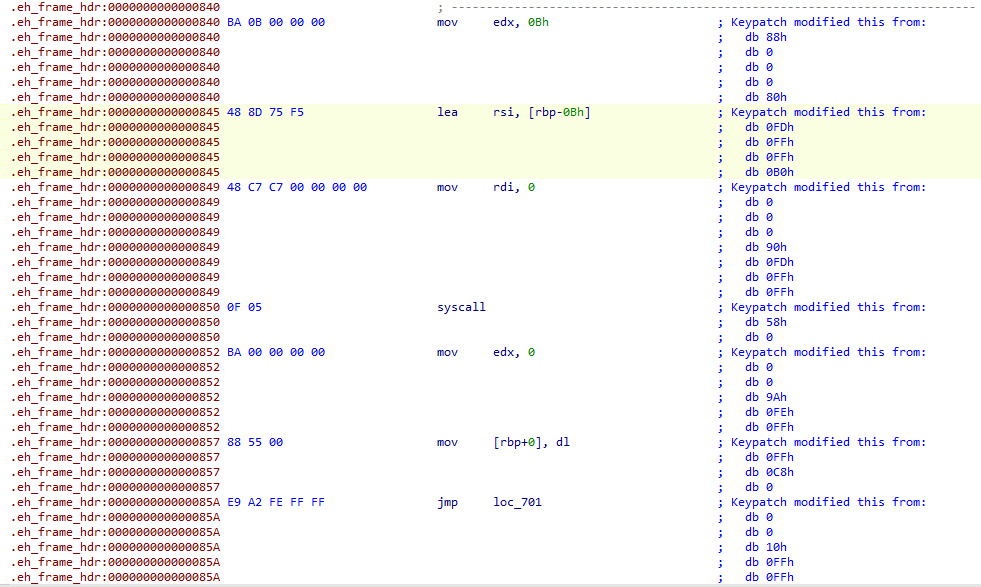 .eh_frame_hdr:0000000000000840 ; ---------------------------------------------------------------------------
.eh_frame_hdr:0000000000000840 BA 0B 00 00 00 mov edx, 0Bh ; Keypatch modified this from:
.eh_frame_hdr:0000000000000840 ; db 88h
.eh_frame_hdr:0000000000000840 ; db 0
.eh_frame_hdr:0000000000000840 ; db 0
.eh_frame_hdr:0000000000000840 ; db 0
.eh_frame_hdr:0000000000000840 ; db 80h
.eh_frame_hdr:0000000000000845 48 8D 75 F5 lea rsi, [rbp-0Bh] ; Keypatch modified this from:
.eh_frame_hdr:0000000000000845 ; db 0FDh
.eh_frame_hdr:0000000000000845 ; db 0FFh
.eh_frame_hdr:0000000000000845 ; db 0FFh
.eh_frame_hdr:0000000000000845 ; db 0B0h
.eh_frame_hdr:0000000000000849 48 C7 C7 00 00 00 00 mov rdi, 0 ; Keypatch modified this from:
.eh_frame_hdr:0000000000000849 ; db 0
.eh_frame_hdr:0000000000000849 ; db 0
.eh_frame_hdr:0000000000000849 ; db 0
.eh_frame_hdr:0000000000000849 ; db 90h
.eh_frame_hdr:0000000000000849 ; db 0FDh
.eh_frame_hdr:0000000000000849 ; db 0FFh
.eh_frame_hdr:0000000000000849 ; db 0FFh
.eh_frame_hdr:0000000000000850 0F 05 syscall ; Keypatch modified this from:
.eh_frame_hdr:0000000000000850 ; db 58h
.eh_frame_hdr:0000000000000850 ; db 0
.eh_frame_hdr:0000000000000852 BA 00 00 00 00 mov edx, 0 ; Keypatch modified this from:
.eh_frame_hdr:0000000000000852 ; db 0
.eh_frame_hdr:0000000000000852 ; db 0
.eh_frame_hdr:0000000000000852 ; db 9Ah
.eh_frame_hdr:0000000000000852 ; db 0FEh
.eh_frame_hdr:0000000000000852 ; db 0FFh
.eh_frame_hdr:0000000000000857 88 55 00 mov [rbp+0], dl ; Keypatch modified this from:
.eh_frame_hdr:0000000000000857 ; db 0FFh
.eh_frame_hdr:0000000000000857 ; db 0C8h
.eh_frame_hdr:0000000000000857 ; db 0
.eh_frame_hdr:000000000000085A E9 A2 FE FF FF jmp loc_701 ; Keypatch modified this from:
.eh_frame_hdr:000000000000085A ; db 0
.eh_frame_hdr:000000000000085A ; db 0
.eh_frame_hdr:000000000000085A ; db 10h
.eh_frame_hdr:000000000000085A ; db 0FFh
.eh_frame_hdr:000000000000085A ; db 0FFh